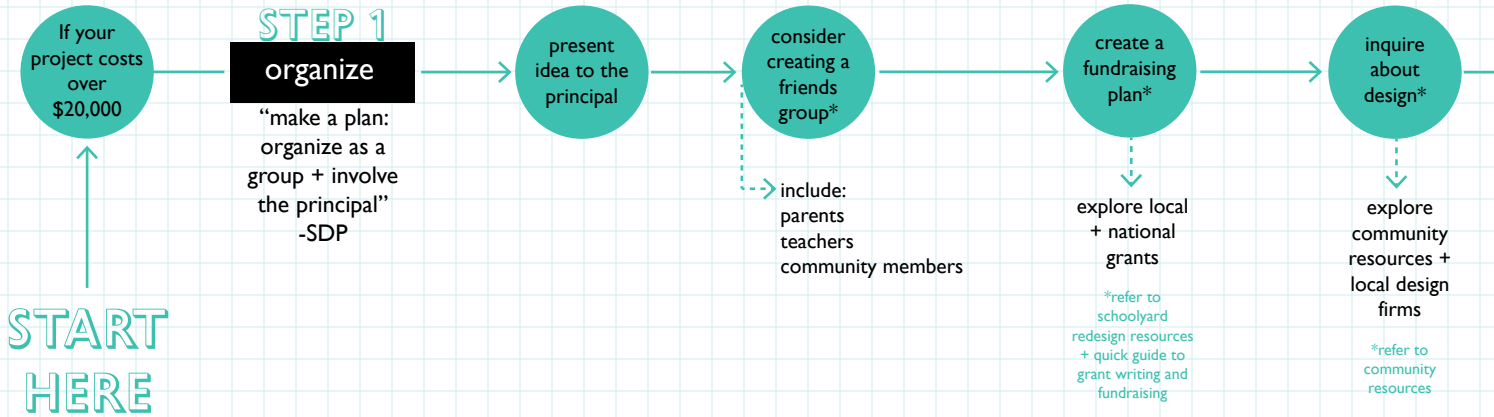 If your
project costs
over
$20,000
START
HERE
STEP 1
organize
“make a plan:
organize as a
group + involve
the principal”
-SDP
present
idea to the
principal
consider
creating a
friends
group*
include:
parents
teachers
community members
create a
fundraising
plan*
explore local
+ national
grants
*refer to
schoolyard
redesign resources
+ quick guide to
grant writing and
fundraising
inquire
about
design*
explore
community
resources +
local design
firms
*refer to
community
resources